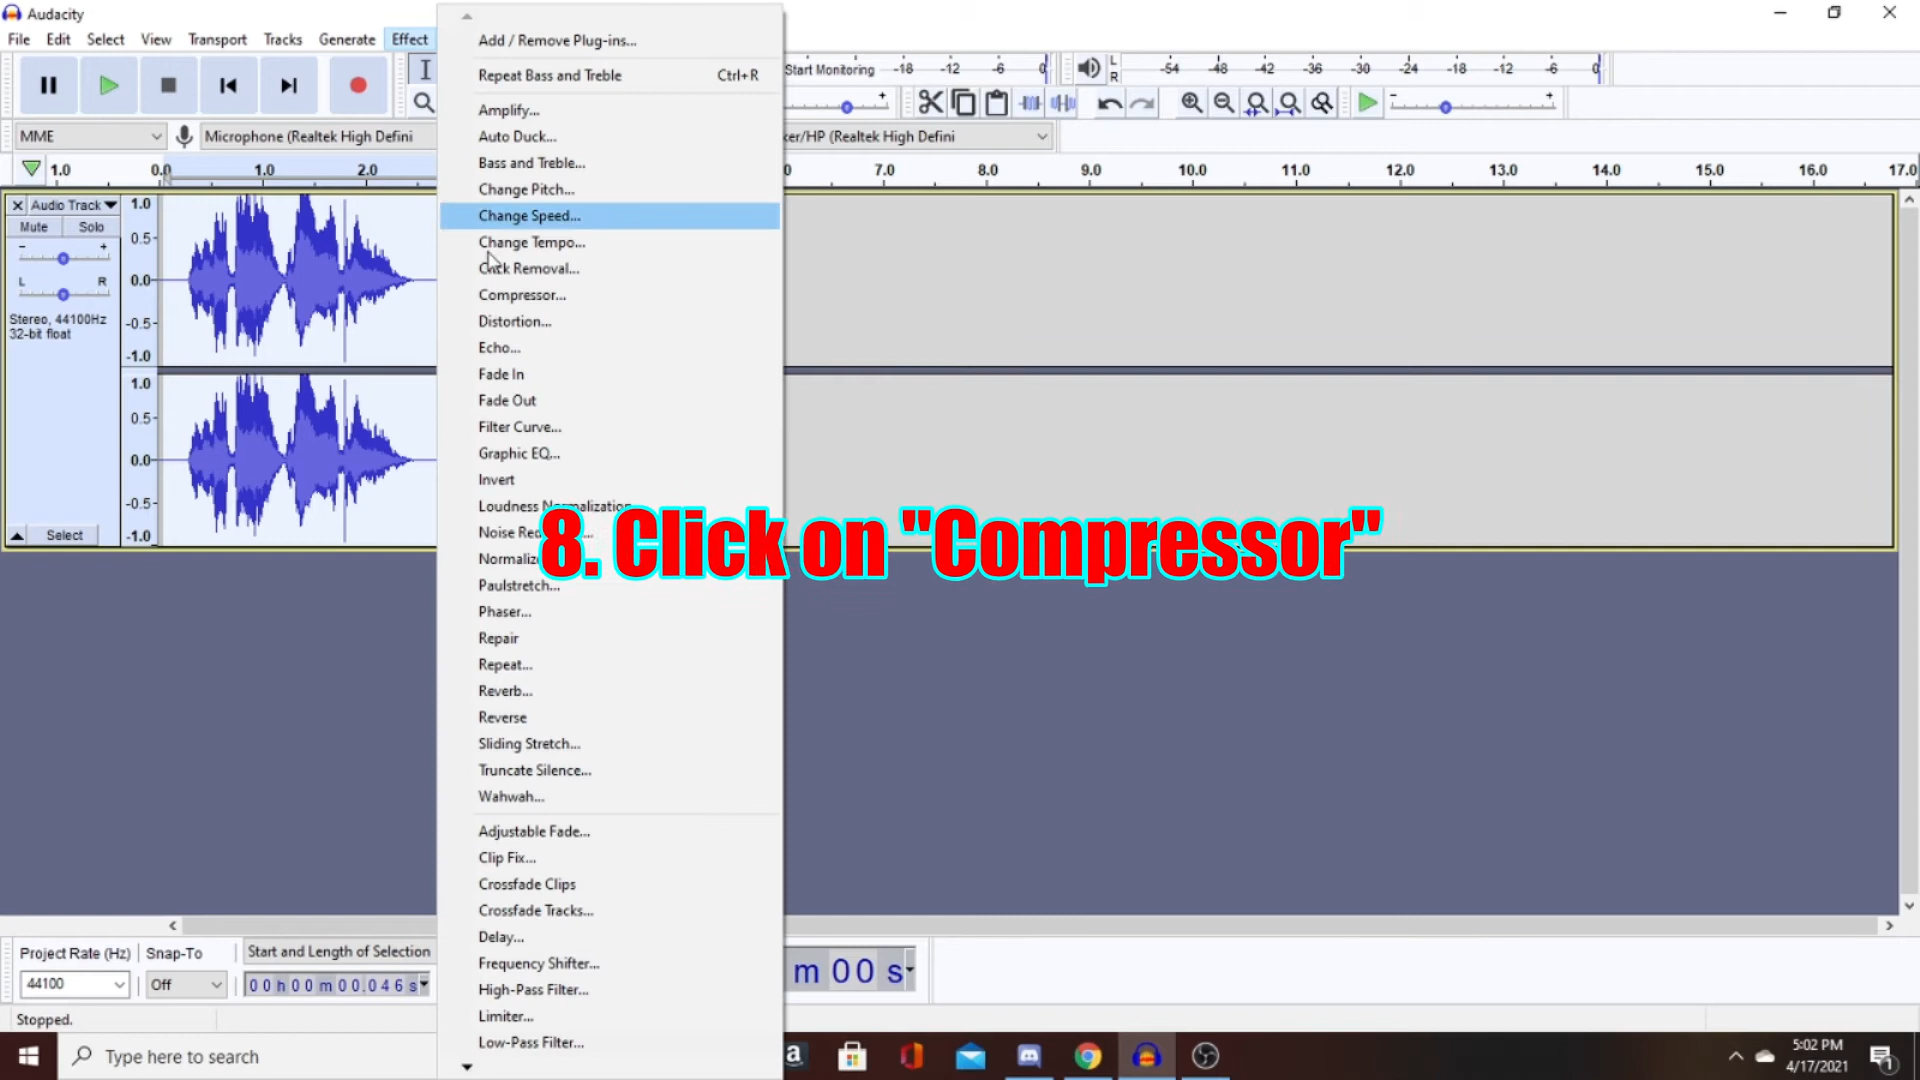 Audacity
File Edit Select View Transport Tracks Generate Effect
Add / Remove Plug-ins...
Repeat Bass and Treble Ctrl+R
Amplify...
Auto Duck...
Bass and Treble...
Change Pitch...
Change Speed...
Change Tempo...
Click Removal...
Compressor...
Distortion...
Echo...
Fade In
Fade Out
Filter Curve...
Graphic EQ...
Invert
Loudness Normalization
Paulstretch...
Phaser...
Repair
Repeat...
Reverb...
Reverse
Sliding Stretch...
Truncate Silence...
Wahwah...
Adjustable Fade...
Clip Fix...
Crossfade Clips
Crossfade Tracks...
Delay...
Frequency Shifter...
High-Pass Filter...
Limiter...
Low-Pass Filter...
Start Monitoring -18 -12 -6 0
L
R
-54 -48 -42 -36 -30 -24 -18 -12 -6 0
MME
Microphone (Realtek High Defini
ker/HP (Realtek High Defini
1.0 0.0 1.0 2.0
0 7.0 8.0 9.0 10.0 11.0 12.0 13.0 14.0 15.0 16.0 17.0
Audio Track
Mute Solo
- +
L R
Stereo, 44100Hz
32-bit float
Select
1.0
0.5
0.0
-0.5
-1.0
1.0
0.5
0.0
-0.5
-1.0
8. Click on "Compressor"
Project Rate (Hz) Snap-To Start and Length of Selection
44100 Off 00 h 00 m 00.046 s
m 00 s
Stopped.
Type here to search
5:02 PM
4/17/2021
1